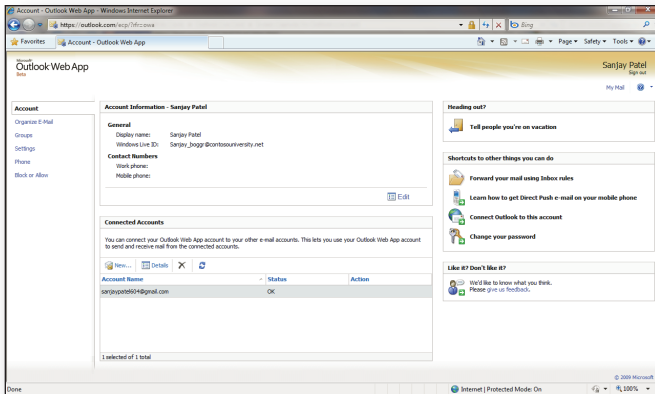 Account - Outlook Web App - Windows Internet Explorer
https://outlook.com/ecp/?rfr=owa
Bing
Favorites
Account - Outlook Web App
Page
Safety
Tools
Microsoft
Outlook Web App
Beta
Sanjay Patel
Sign out
My Mail
Account
Organize E-Mail
Groups
Settings
Phone
Block or Allow
Account Information - Sanjay Patel
General
Display name: Sanjay Patel
Windows Live ID: Sanjay_boggr@contosouniversity.net
Contact Numbers
Work phone:
Mobile phone:
Edit
Connected Accounts
You can connect your Outlook Web App account to your other e-mail accounts. This lets you use your Outlook Web App account
to send and receive mail from the connected accounts.
New... Details
Account Name Status Action
sanjaypatel604@gmail.com OK
1 selected of 1 total
Heading out?
Tell people you're on vacation
Shortcuts to other things you can do
Forward your mail using Inbox rules
Learn how to get Direct Push e-mail on your mobile phone
Connect Outlook to this account
Change your password
Like it? Don't like it?
We'd like to know what you think.
Please give us feedback.
© 2009 Microsoft
Done
Internet | Protected Mode: On
100%